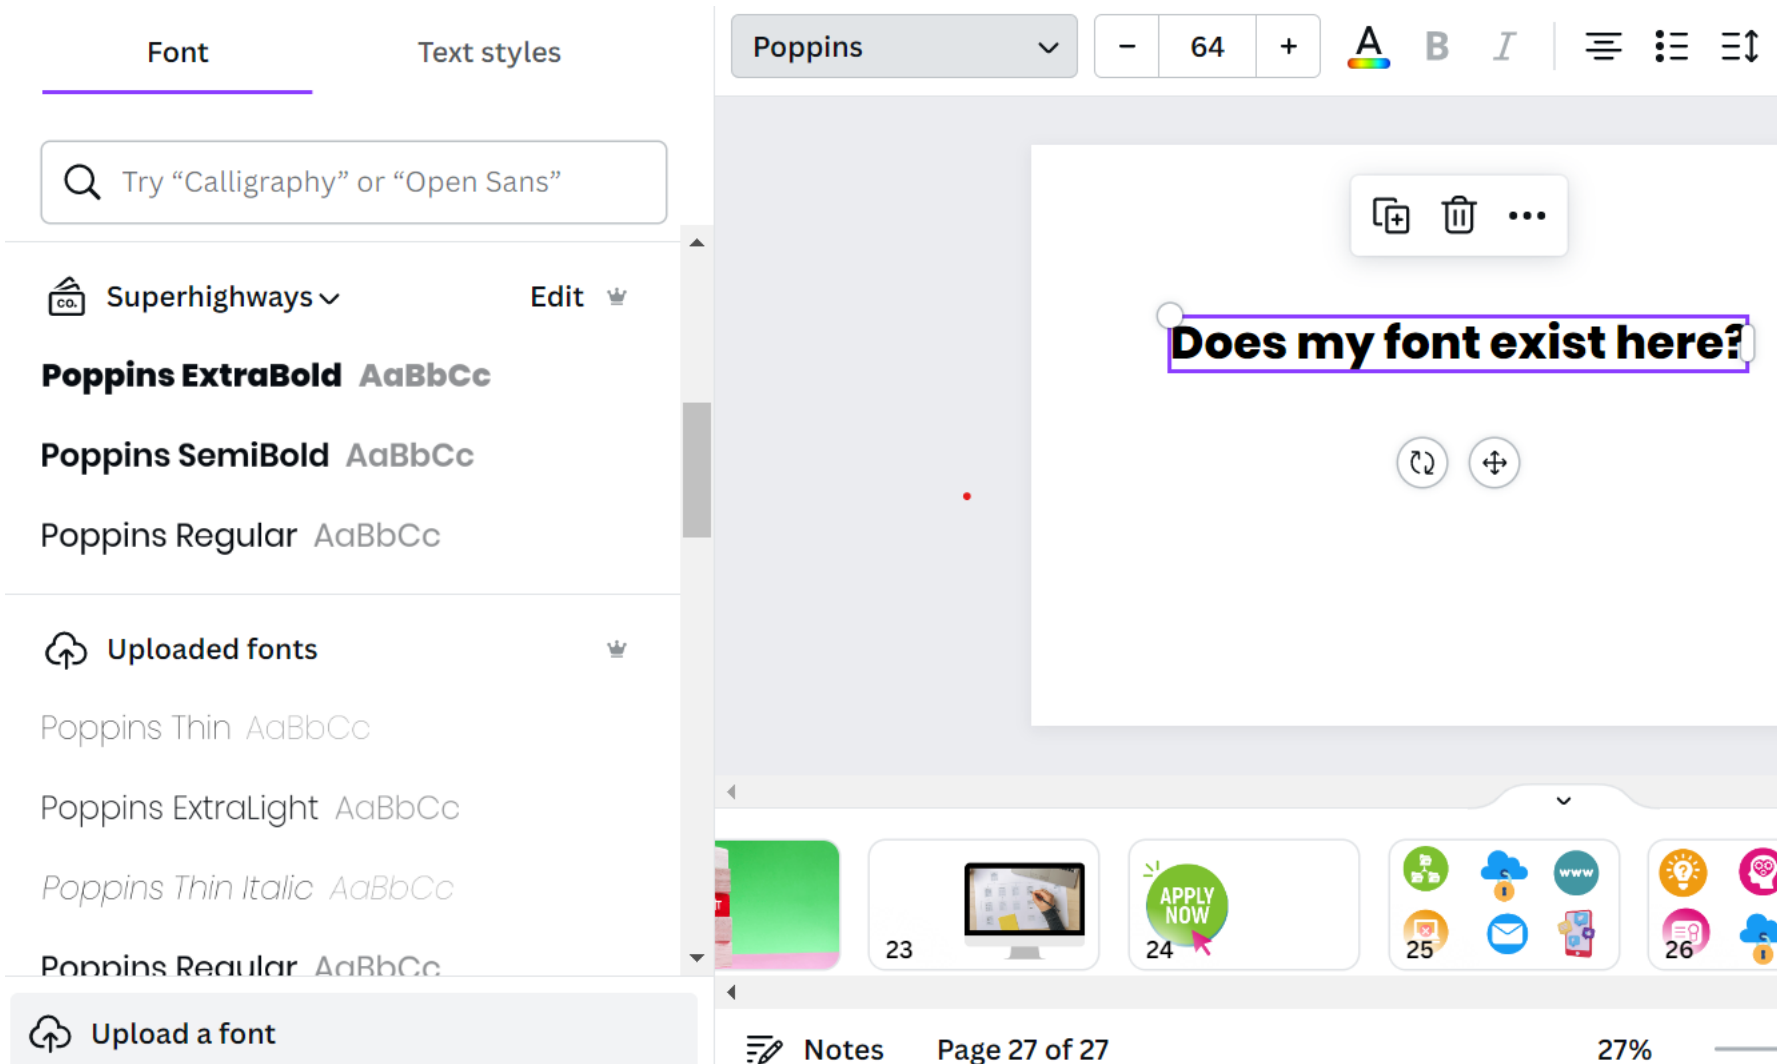 Font
Text styles
Try “Calligraphy” or “Open Sans”
CO.
Superhighways
Edit
Poppins ExtraBold AaBbCc
Poppins SemiBold AaBbCc
Poppins Regular AaBbCc
Uploaded fonts
Poppins Thin AaBbCc
Poppins ExtraLight AaBbCc
Poppins Thin Italic AaBbCc
Poppins Regular AaBbCc
Upload a font
Poppins
− 64 +
A B I
Does my font exist here?
23
APPLY
NOW
24
www
25
26
Notes
Page 27 of 27
27%